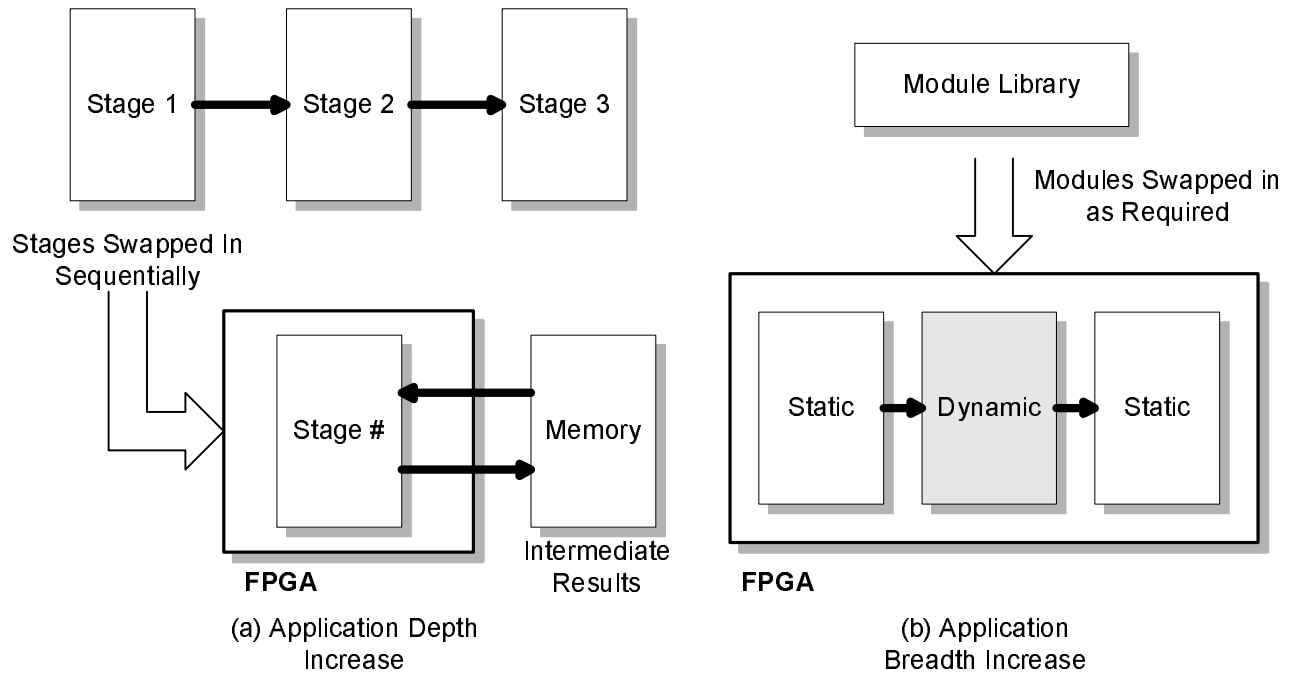 Stage 1
Stage 2
Stage 3
Stages Swapped In
Sequentially
Stage #
Memory
Intermediate
Results
FPGA
(a) Application Depth
Increase
Module Library
Modules Swapped in
as Required
Static
Dynamic
Static
FPGA
(b) Application
Breadth Increase